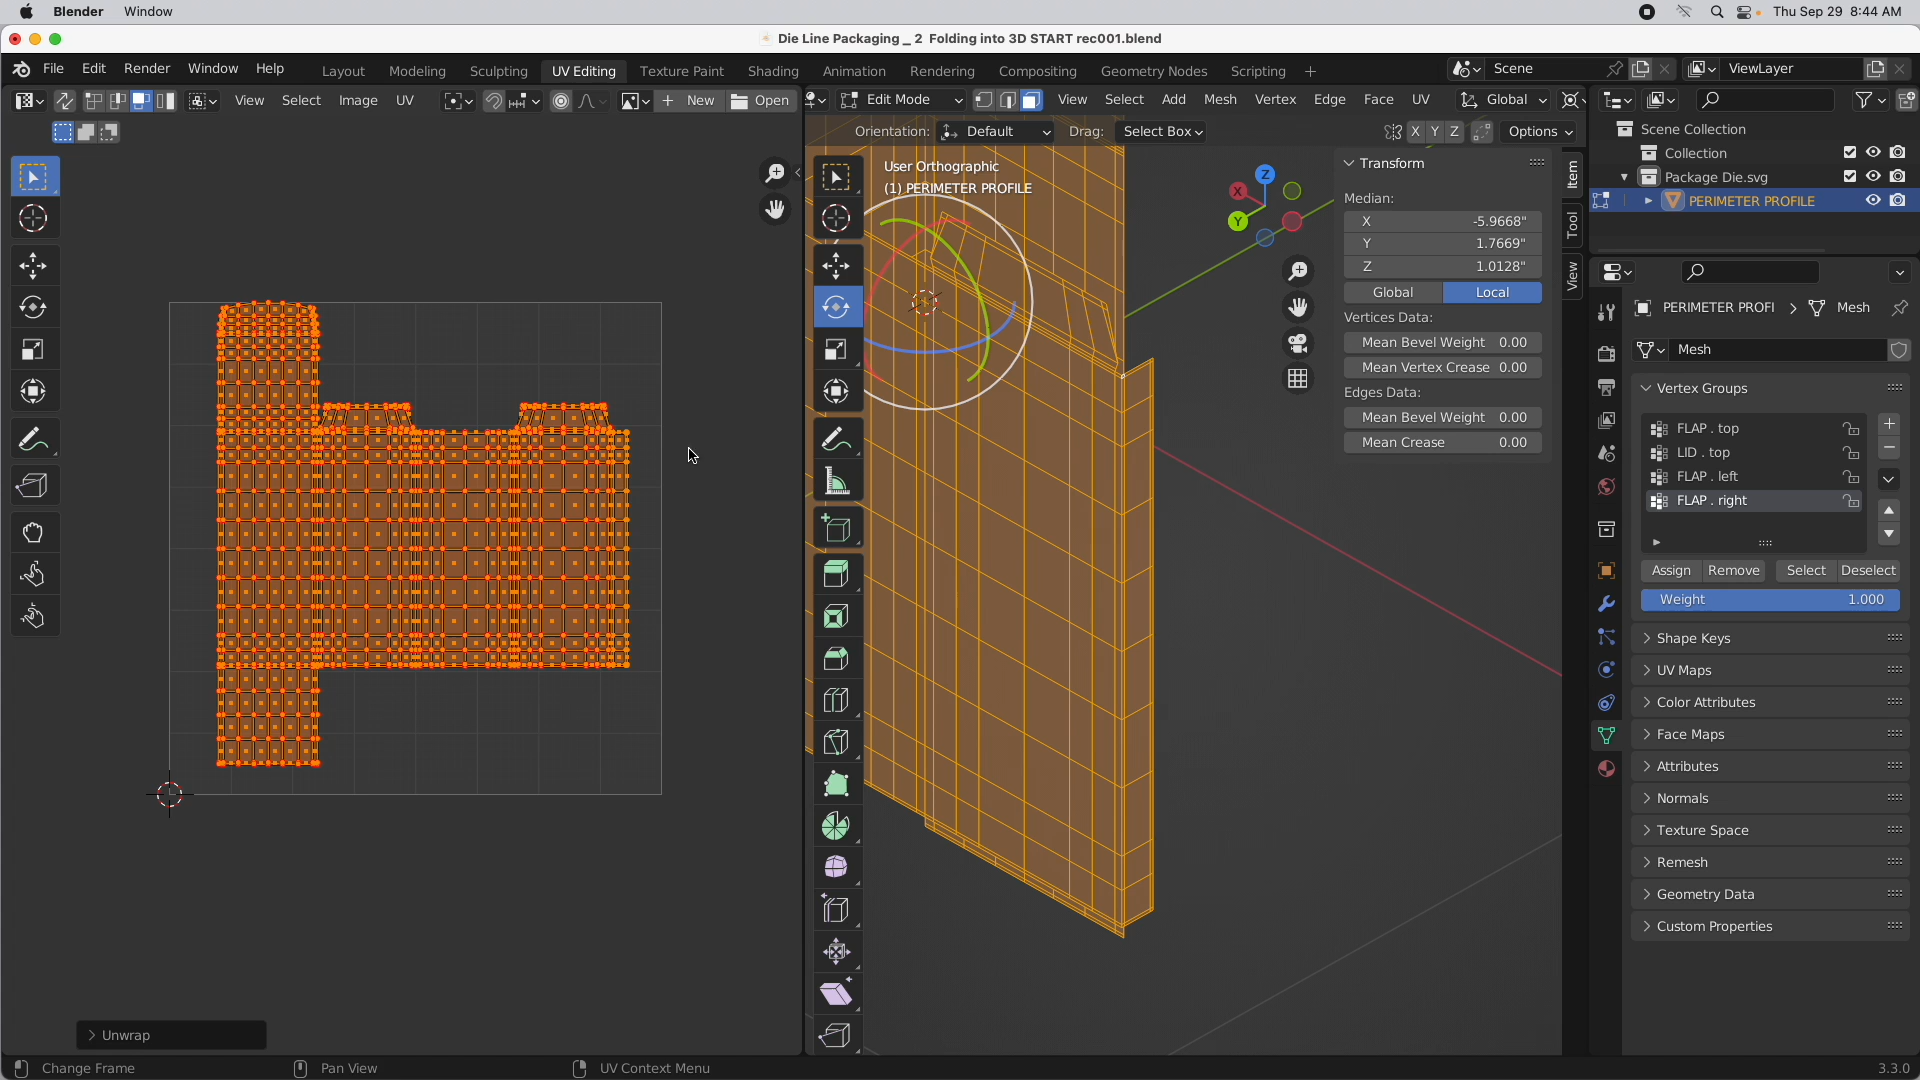 Blender Window Thu Sep 29 8:44 AM
Die Line Packaging _ 2 Folding into 3D START rec001.blend
File Edit Render Window Help Layout Modeling Sculpting UV Editing Texture Paint Shading Animation Rendering Compositing Geometry Nodes Scripting + Scene ViewLayer
View Select Image UV New Open Edit Mode View Select Add Mesh Vertex Edge Face UV Global
Orientation: Default Drag: Select Box X Y Z Options
Scene Collection
Collection
Package Die.svg
PERIMETER PROFILE
User Orthographic
(1) PERIMETER PROFILE
Z
X
Y
Transform
Median:
X -5.9668"
Y 1.7669"
Z 1.0128"
Global Local
Vertices Data:
Mean Bevel Weight 0.00
Mean Vertex Crease 0.00
Edges Data:
Mean Bevel Weight 0.00
Mean Crease 0.00
Item
Tool
View
PERIMETER PROFI Mesh
Mesh
Vertex Groups
FLAP . top
LID . top
FLAP . left
FLAP . right
Assign Remove Select Deselect
Weight 1.000
Shape Keys
UV Maps
Color Attributes
Face Maps
Attributes
Normals
Texture Space
Remesh
Geometry Data
Custom Properties
Unwrap
Change Frame Pan View UV Context Menu 3.3.0